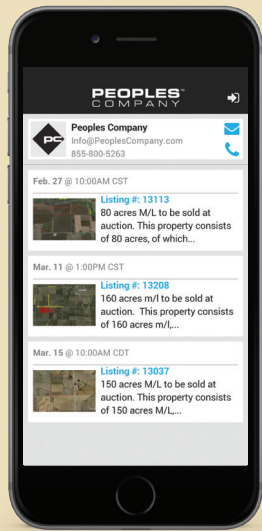 PEOPLES™
COMPANY
PC
Peoples Company
Info@PeoplesCompany.com
855-800-5263
Feb. 27 @ 10:00AM CST
Listing #: 13113
80 acres M/L to be sold at
auction. This property consists
of 80 acres, of which...
Mar. 11 @ 1:00PM CST
Listing #: 13208
160 acres m/l to be sold at
auction.  This property consists
of 160 acres m/l,...
Mar. 15 @ 10:00AM CDT
Listing #: 13037
150 acres M/L to be sold at
auction. This property consists
of 150 acres M/L,...